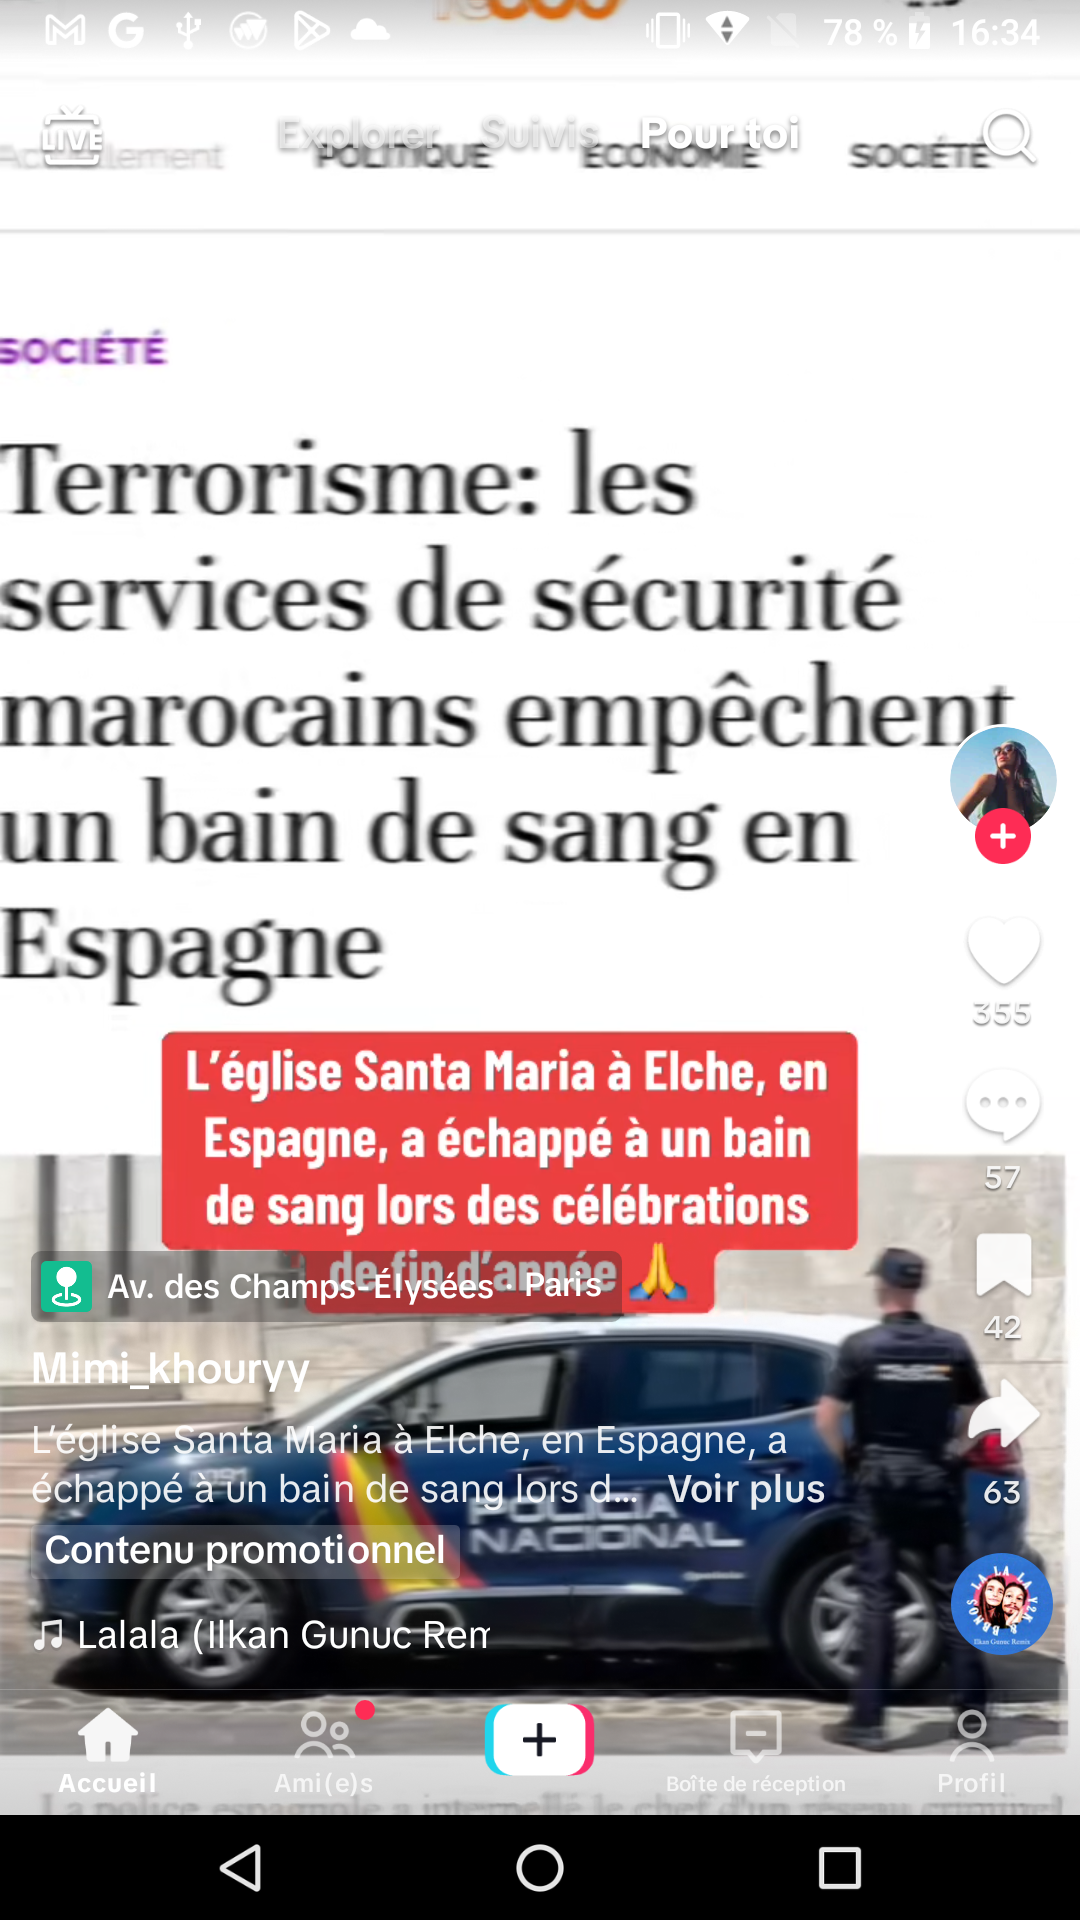 78 % 16:34
LIVE Explorer Suivis Pour toi
POLITIQUE ÉCONOMIE SOCIÉTÉ
SOCIÉTÉ
Terrorisme: les
services de sécurité
marocains empêchent
un bain de sang en
Espagne
355
L'église Santa Maria à Elche, en
Espagne, a échappé à un bain
de sang lors des célébrations
de fin d'année 🙏
57
Av. des Champs-Élysées · Paris
42
Mimi_khouryy
L'église Santa Maria à Elche, en Espagne, a
échappé à un bain de sang lors d... Voir plus
63
POLICIA
NACIONAL
Contenu promotionnel
Lalala (Ilkan Gunuc Rem
Ilkan Gunuc Remix
Accueil Ami(e)s Boîte de réception Profil
La police espagnole a interpellé le chef d'un réseau criminel